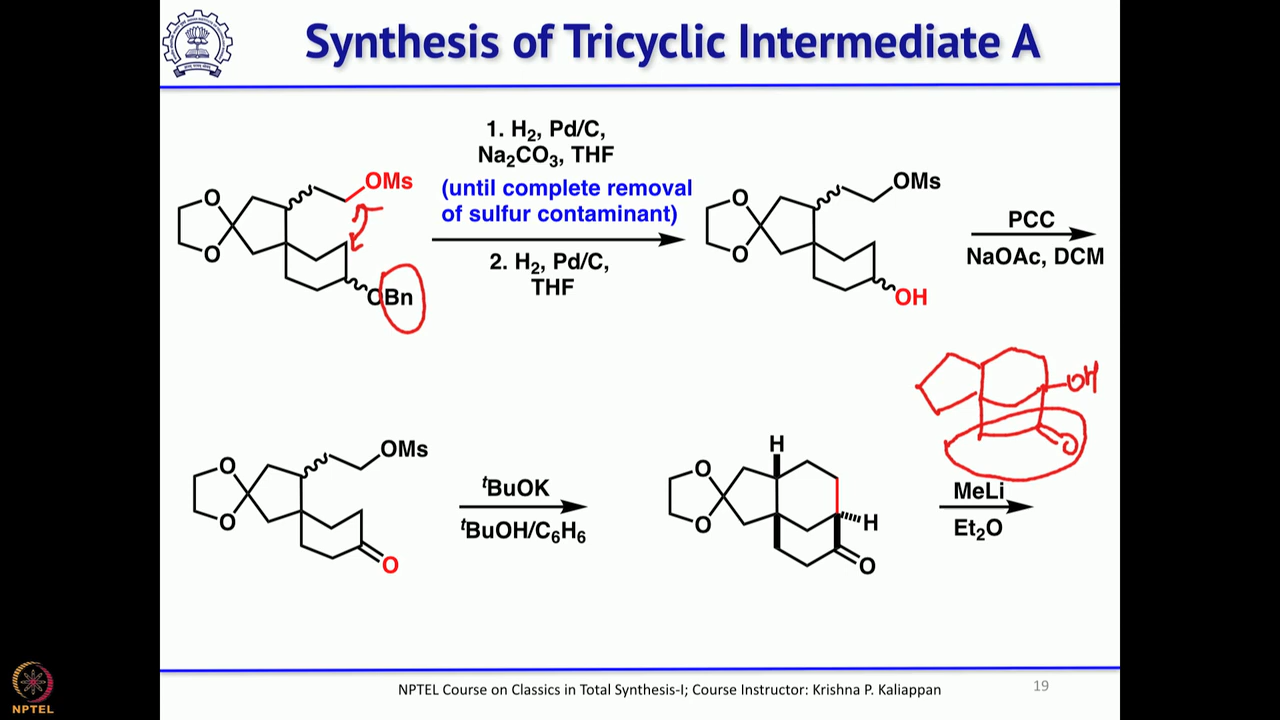 Synthesis of Tricyclic Intermediate A
1. H₂, Pd/C,
Na₂CO₃, THF
(until complete removal
of sulfur contaminant)
2. H₂, Pd/C,
THF
O
O
OMs
OBn
O
O
OMs
OH
PCC
NaOAc, DCM
OH
O
O
O
OMs
O
ᵗBuOK
ᵗBuOH/C₆H₆
H
O
O
H
O
MeLi
Et₂O
NPTEL
NPTEL Course on Classics in Total Synthesis-I; Course Instructor: Krishna P. Kaliappan
19